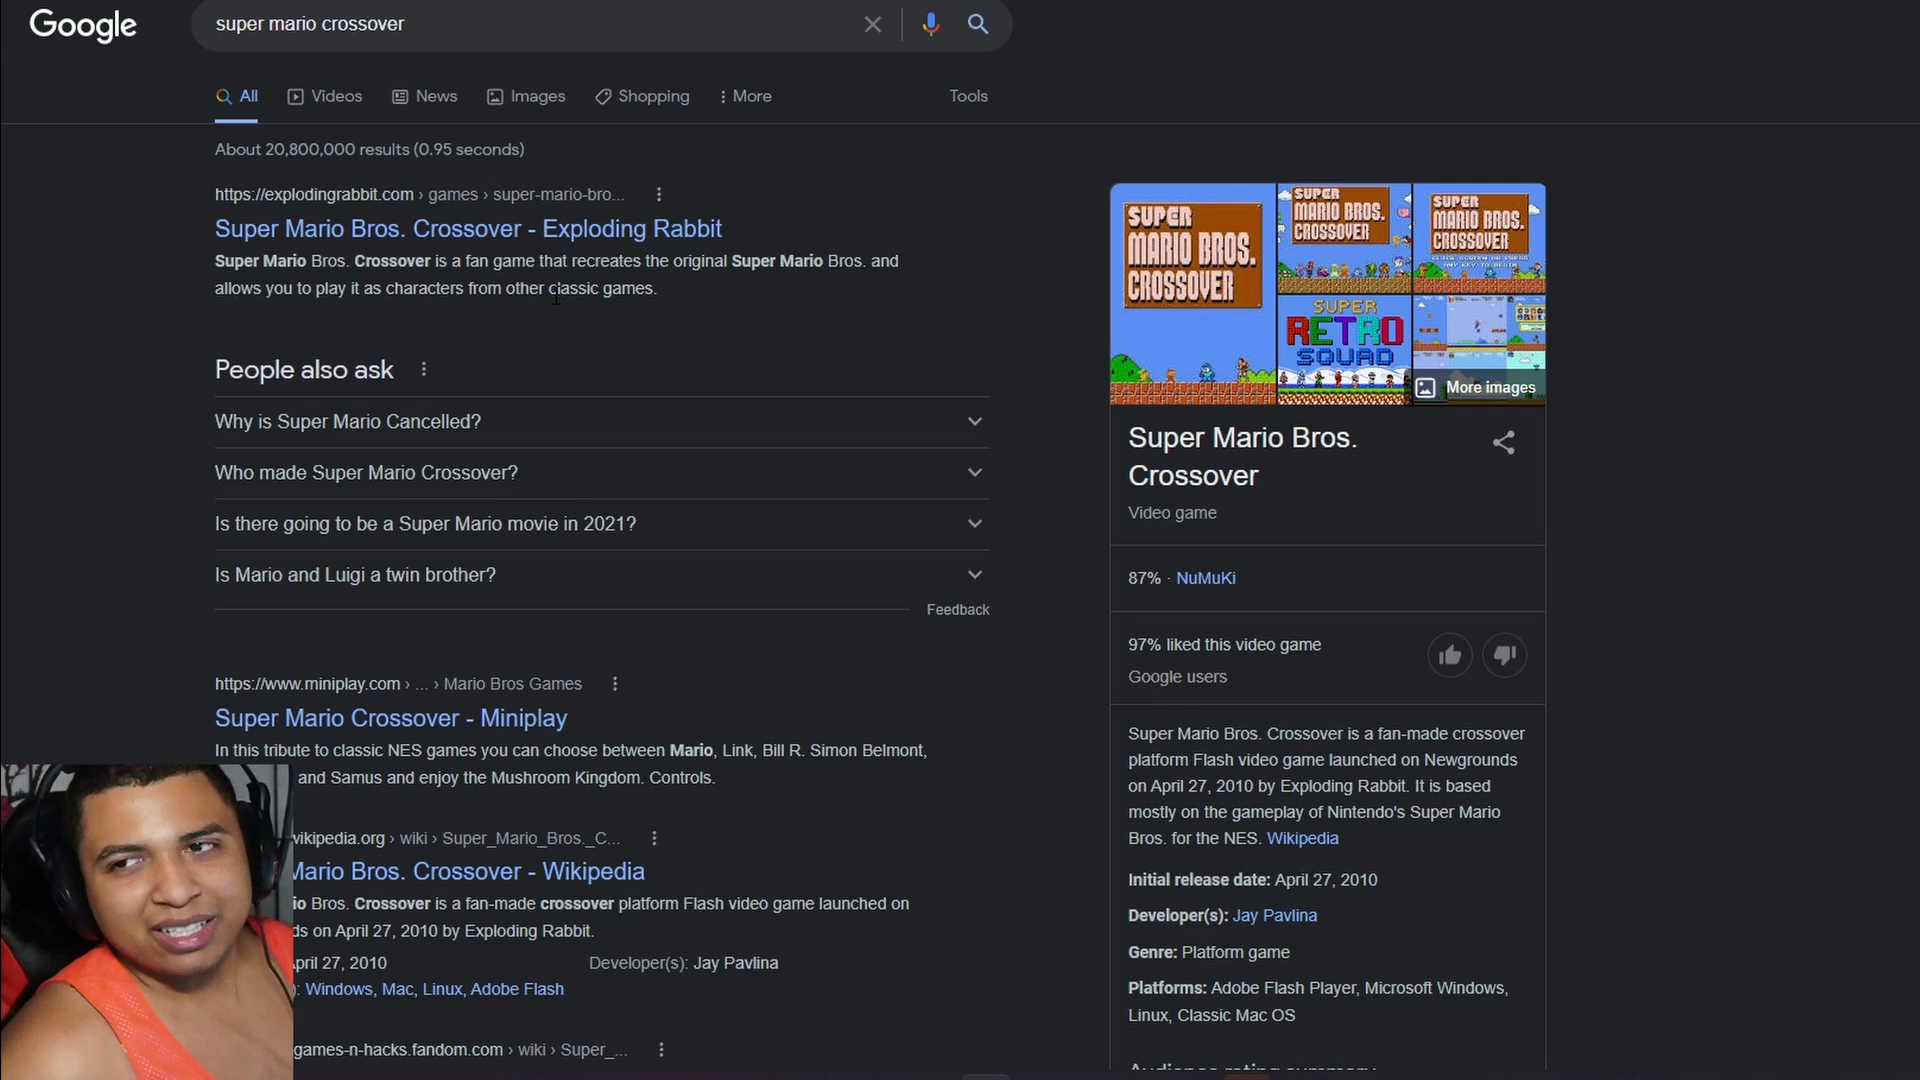 Google
super mario crossover
All
Videos
News
Images
Shopping
More
Tools
About 20,800,000 results (0.95 seconds)
https://explodingrabbit.com › games › super-mario-bro...
Super Mario Bros. Crossover - Exploding Rabbit
Super Mario Bros. Crossover is a fan game that recreates the original Super Mario Bros. and
allows you to play it as characters from other classic games.
People also ask
Why is Super Mario Cancelled?
Who made Super Mario Crossover?
Is there going to be a Super Mario movie in 2021?
Is Mario and Luigi a twin brother?
Feedback
https://www.miniplay.com › ... › Mario Bros Games
Super Mario Crossover - Miniplay
In this tribute to classic NES games you can choose between Mario, Link, Bill R. Simon Belmont,
and Samus and enjoy the Mushroom Kingdom. Controls.
wikipedia.org › wiki › Super_Mario_Bros._C...
Mario Bros. Crossover - Wikipedia
io Bros. Crossover is a fan-made crossover platform Flash video game launched on
ds on April 27, 2010 by Exploding Rabbit.
April 27, 2010
Developer(s): Jay Pavlina
: Windows, Mac, Linux, Adobe Flash
games-n-hacks.fandom.com › wiki › Super_...
SUPER
MARIO BROS.
CROSSOVER
SUPER
MARIO BROS.
CROSSOVER
SUPER
MARIO BROS.
CROSSOVER
SUPER
RETRO
SQUAD
More images
Super Mario Bros.
Crossover
Video game
87% · NuMuKi
97% liked this video game
Google users
Super Mario Bros. Crossover is a fan-made crossover
platform Flash video game launched on Newgrounds
on April 27, 2010 by Exploding Rabbit. It is based
mostly on the gameplay of Nintendo's Super Mario
Bros. for the NES. Wikipedia
Initial release date: April 27, 2010
Developer(s): Jay Pavlina
Genre: Platform game
Platforms: Adobe Flash Player, Microsoft Windows,
Linux, Classic Mac OS
Audience rating summary